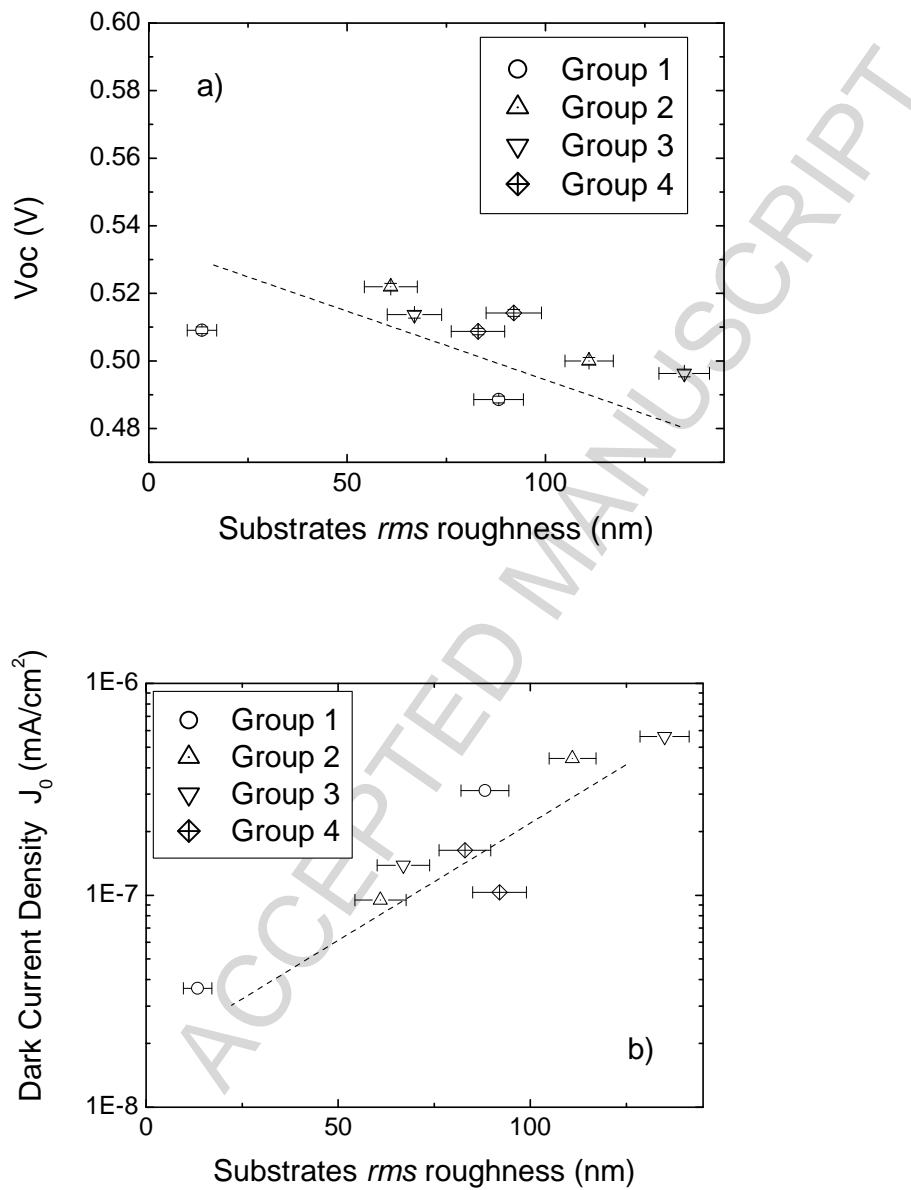 0.60
0.58
0.56
0.54
0.52
0.50
0.48
Voc (V)
a)
Group 1
Group 2
Group 3
Group 4
0 50 100
Substrates rms roughness (nm)
1E-6
1E-7
1E-8
Dark Current Density J₀ (mA/cm²)
Group 1
Group 2
Group 3
Group 4
b)
0 50 100
Substrates rms roughness (nm)
ACCEPTED MANUSCRIPT